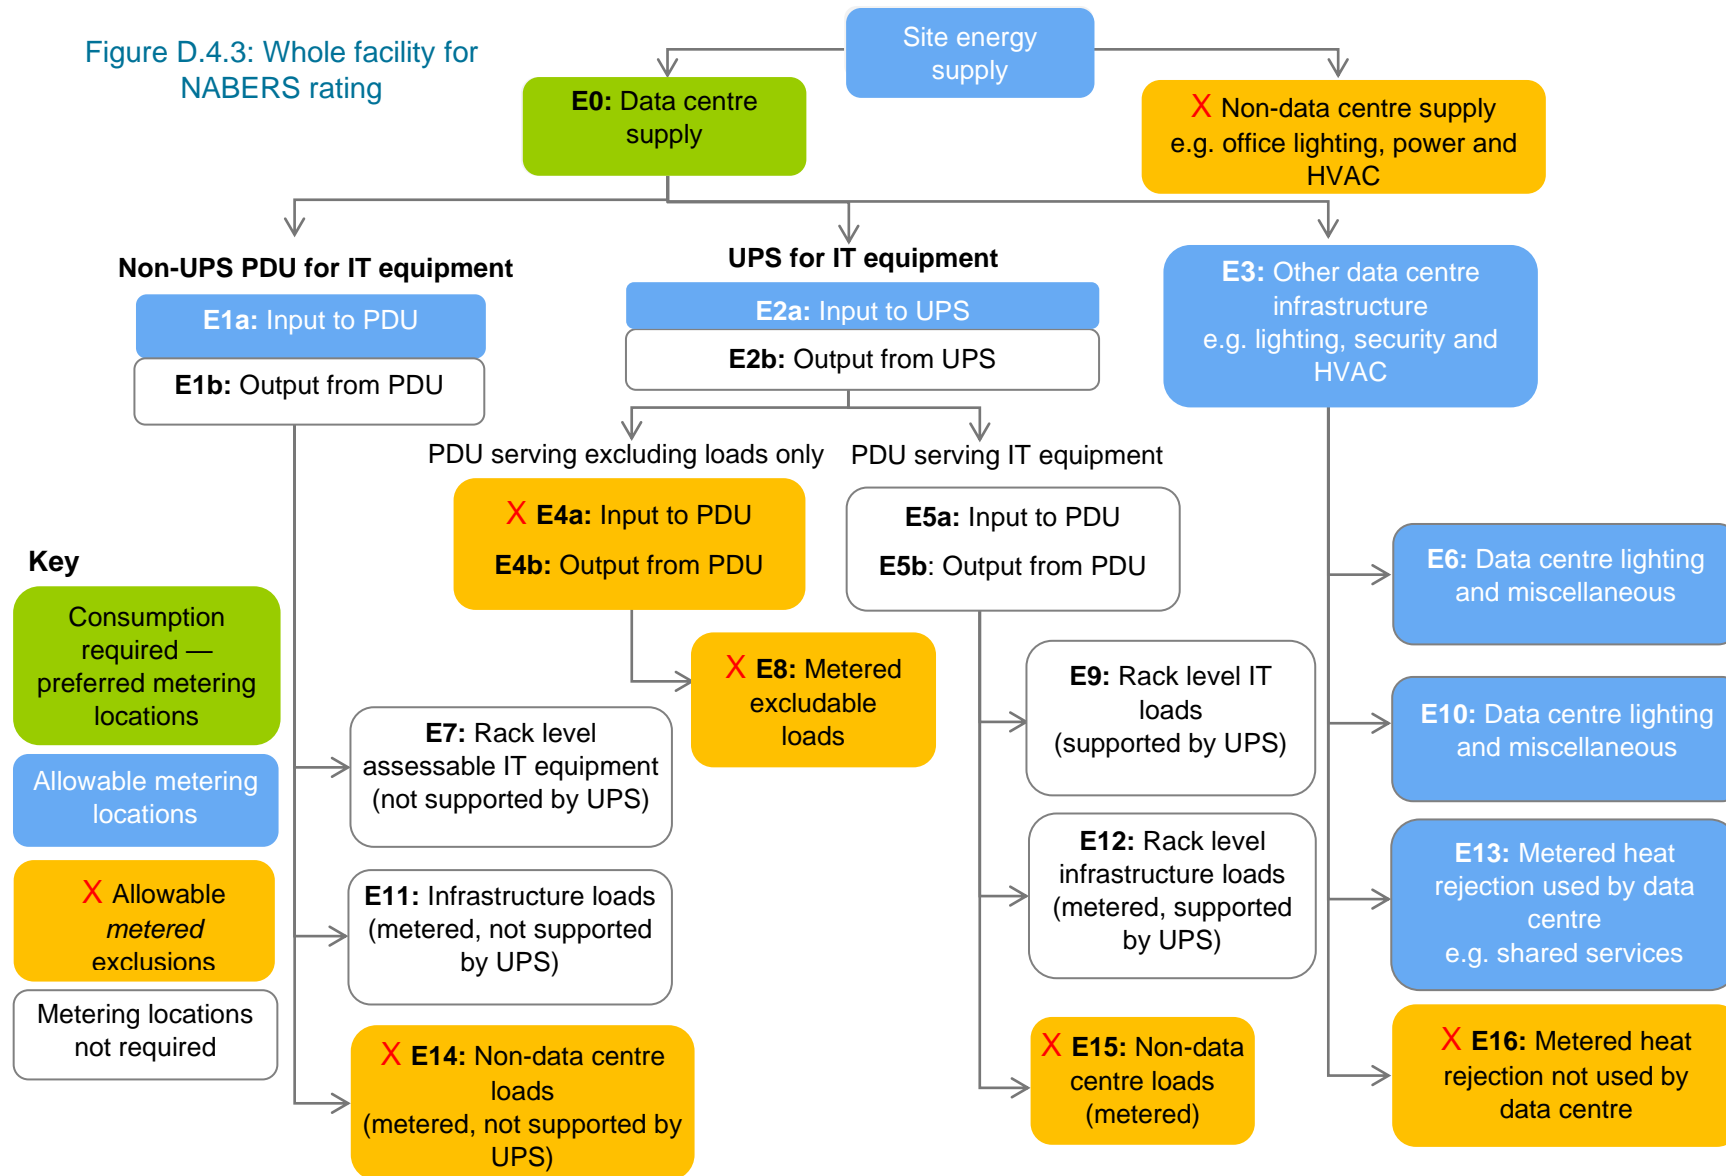 Figure D.4.3: Whole facility for
NABERS rating
Site energy
supply
E0: Data centre
supply
X Non-data centre supply
e.g. office lighting, power and
HVAC
Non-UPS PDU for IT equipment
E1a: Input to PDU
E1b: Output from PDU
UPS for IT equipment
E2a: Input to UPS
E2b: Output from UPS
E3: Other data centre
infrastructure
e.g. lighting, security and
HVAC
PDU serving excluding loads only
X E4a: Input to PDU
E4b: Output from PDU
PDU serving IT equipment
E5a: Input to PDU
E5b: Output from PDU
Key
Consumption
required —
preferred metering
locations
Allowable metering
locations
X Allowable
metered
exclusions
Metering locations
not required
E6: Data centre lighting
and miscellaneous
E7: Rack level
assessable IT equipment
(not supported by UPS)
X E8: Metered
excludable
loads
E9: Rack level IT
loads
(supported by UPS)
E10: Data centre lighting
and miscellaneous
E11: Infrastructure loads
(metered, not supported
by UPS)
E12: Rack level
infrastructure loads
(metered, supported
by UPS)
E13: Metered heat
rejection used by data
centre
e.g. shared services
X E14: Non-data centre
loads
(metered, not supported by
UPS)
X E15: Non-data
centre loads
(metered)
X E16: Metered heat
rejection not used by
data centre